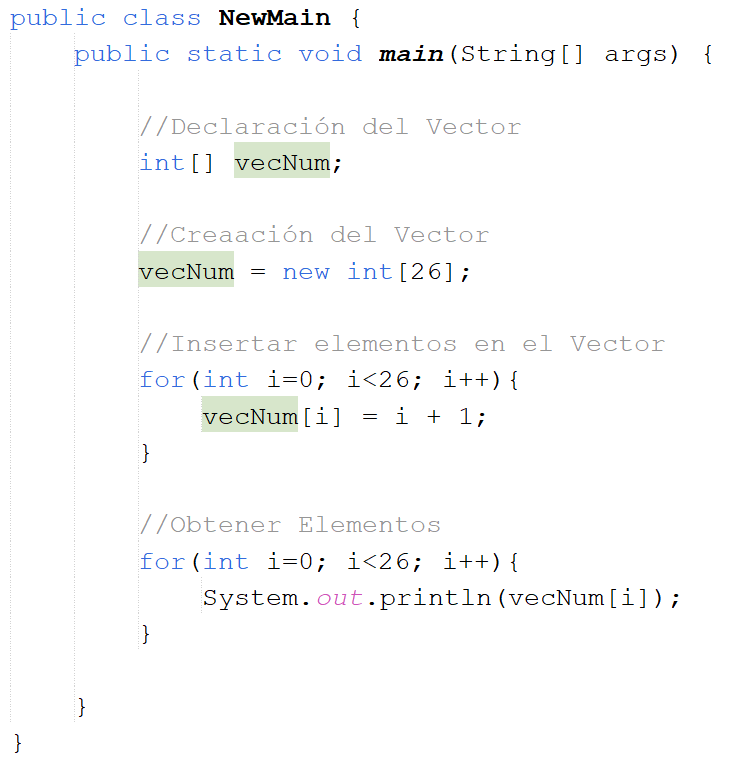 public class NewMain {
public static void main(String[] args) {
//Declaración del Vector
int[] vecNum;
//Creaación del Vector
vecNum = new int[26];
//Insertar elementos en el Vector
for(int i=0; i<26; i++){
vecNum[i] = i + 1;
}
//Obtener Elementos
for(int i=0; i<26; i++){
System.out.println(vecNum[i]);
}
}
}